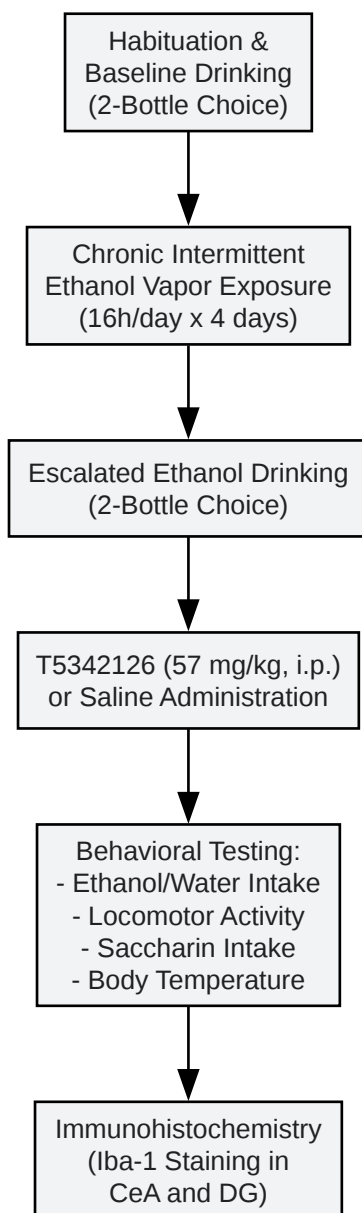 Habituation &
Baseline Drinking
(2-Bottle Choice)
Chronic Intermittent
Ethanol Vapor Exposure
(16h/day x 4 days)
Escalated Ethanol Drinking
(2-Bottle Choice)
T5342126 (57 mg/kg, i.p.)
or Saline Administration
Behavioral Testing:
- Ethanol/Water Intake
- Locomotor Activity
- Saccharin Intake
- Body Temperature
Immunohistochemistry
(Iba-1 Staining in
CeA and DG)